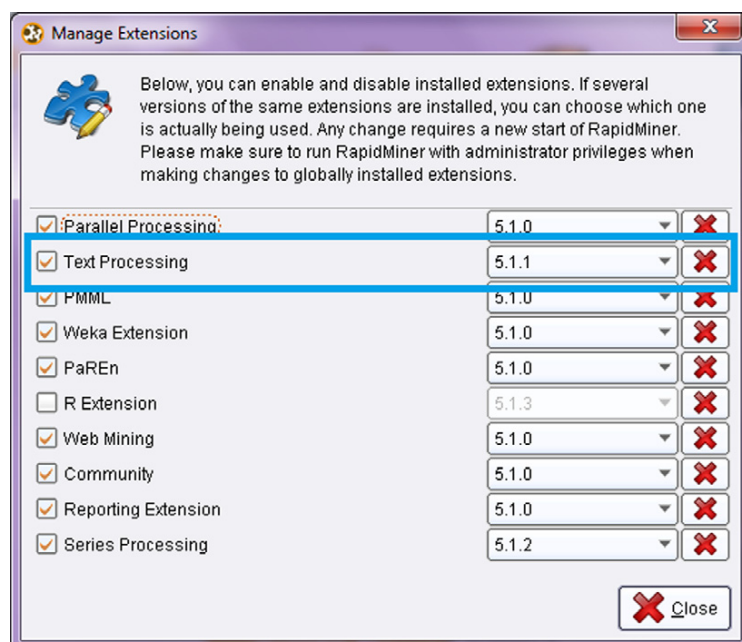 Manage Extensions
Below, you can enable and disable installed extensions. If several
versions of the same extensions are installed, you can choose which one
is actually being used. Any change requires a new start of RapidMiner.
Please make sure to run RapidMiner with administrator privileges when
making changes to globally installed extensions.
Parallel Processing 5.1.0
Text Processing 5.1.1
PMML 5.1.0
Weka Extension 5.1.0
PaREn 5.1.0
R Extension 5.1.3
Web Mining 5.1.0
Community 5.1.0
Reporting Extension 5.1.0
Series Processing 5.1.2
Close